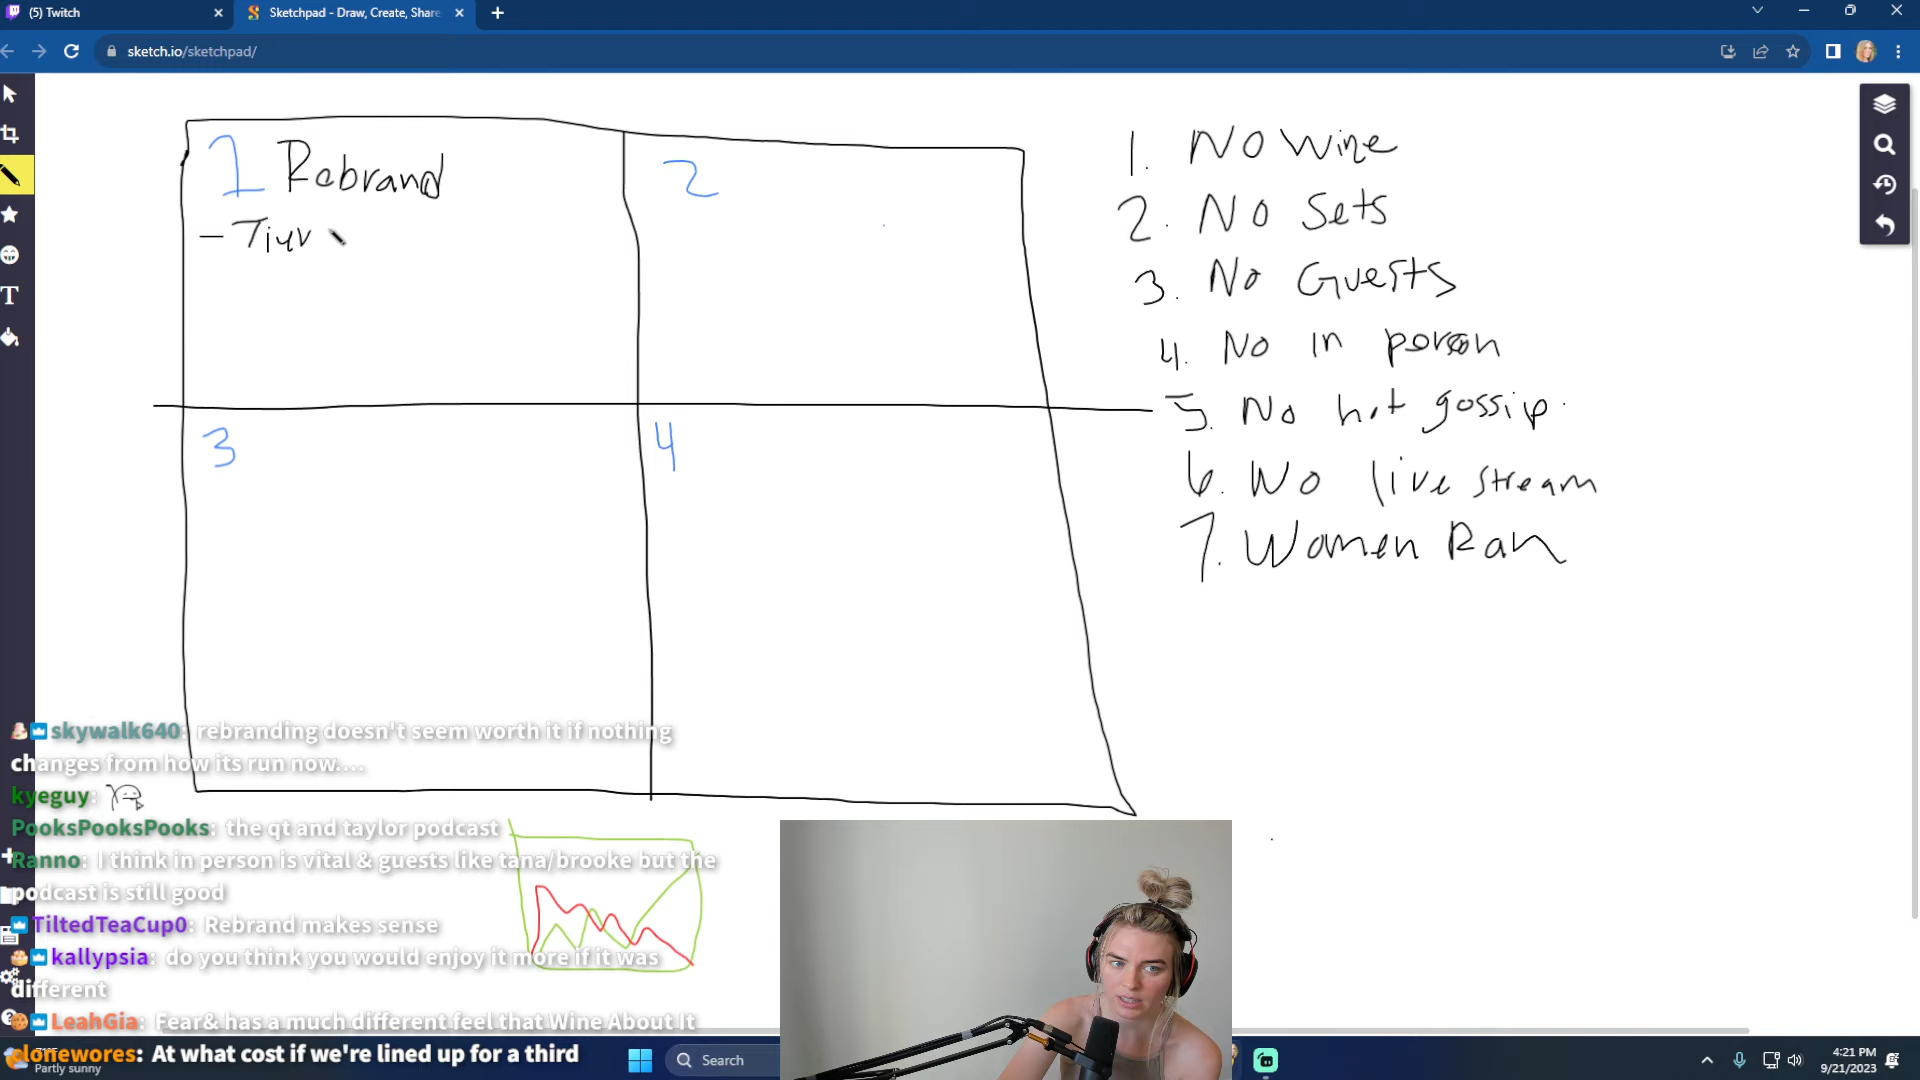 (5) Twitch
Sketchpad - Draw, Create, Share
sketch.io/sketchpad/
1 Rebrand
2
3
4
1. No Wine
2. No Sets
3. No Guests
4. No in person
5. No hot gossip
6. No live stream
7. Women Ran
T
skywalk640: rebranding doesn't seem worth it if nothing
changes from how its run now....
kyeguy:
PooksPooksPooks: the qt and taylor podcast
Ranno: I think in person is vital & guests like tana/brooke but the
podcast is still good
TiltedTeaCup0: Rebrand makes sense
kallypsia: do you think you would enjoy it more if it was
different
LeahGia: Fear& has a much different feel that Wine About It
clonewores: At what cost if we're lined up for a third
Partly sunny
Search
4:21 PM
9/21/2023